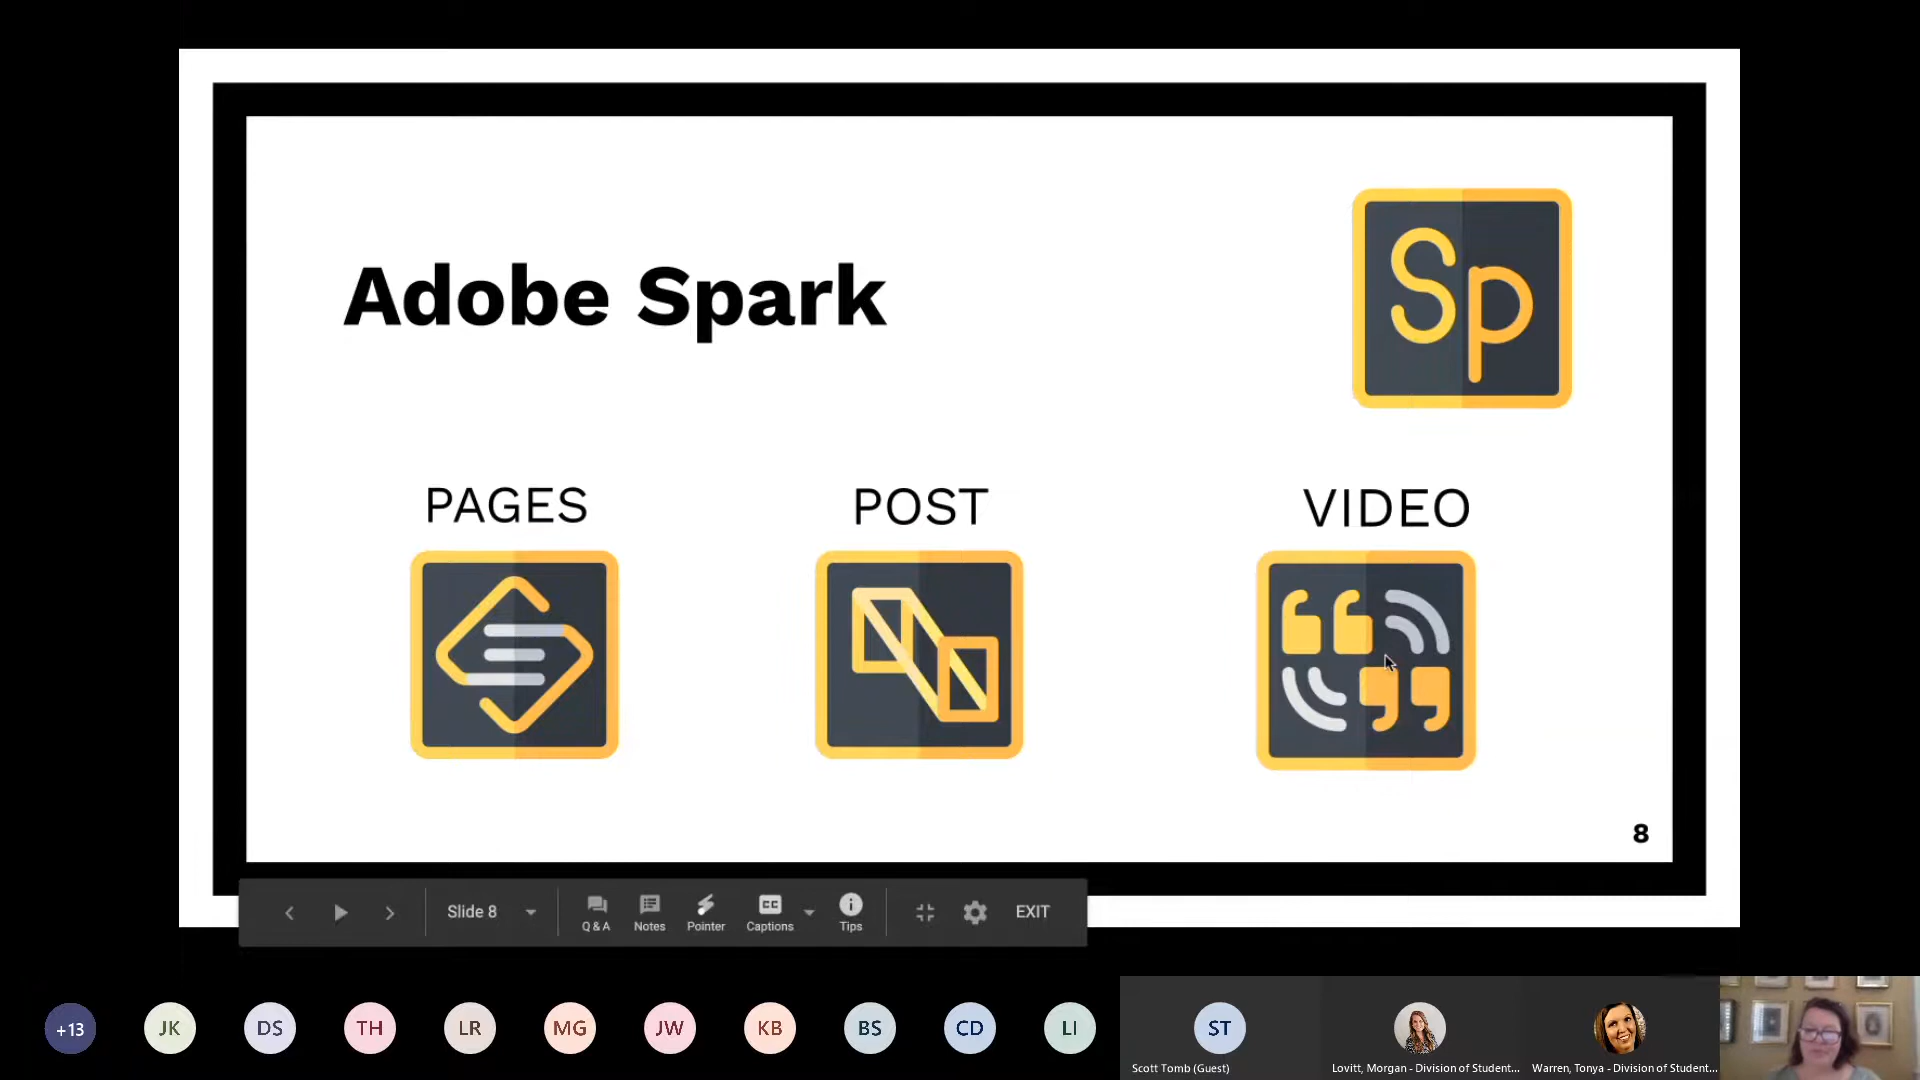 Sp
Adobe Spark
PAGES
POST
VIDEO
8
Slide 8
Q & A
Notes
Pointer
CC
Captions
Tips
EXIT
+13
JK
DS
TH
LR
MG
JW
KB
BS
CD
LI
ST
Scott Tomb (Guest)
Lovitt, Morgan - Division of Student...
Warren, Tonya - Division of Student...